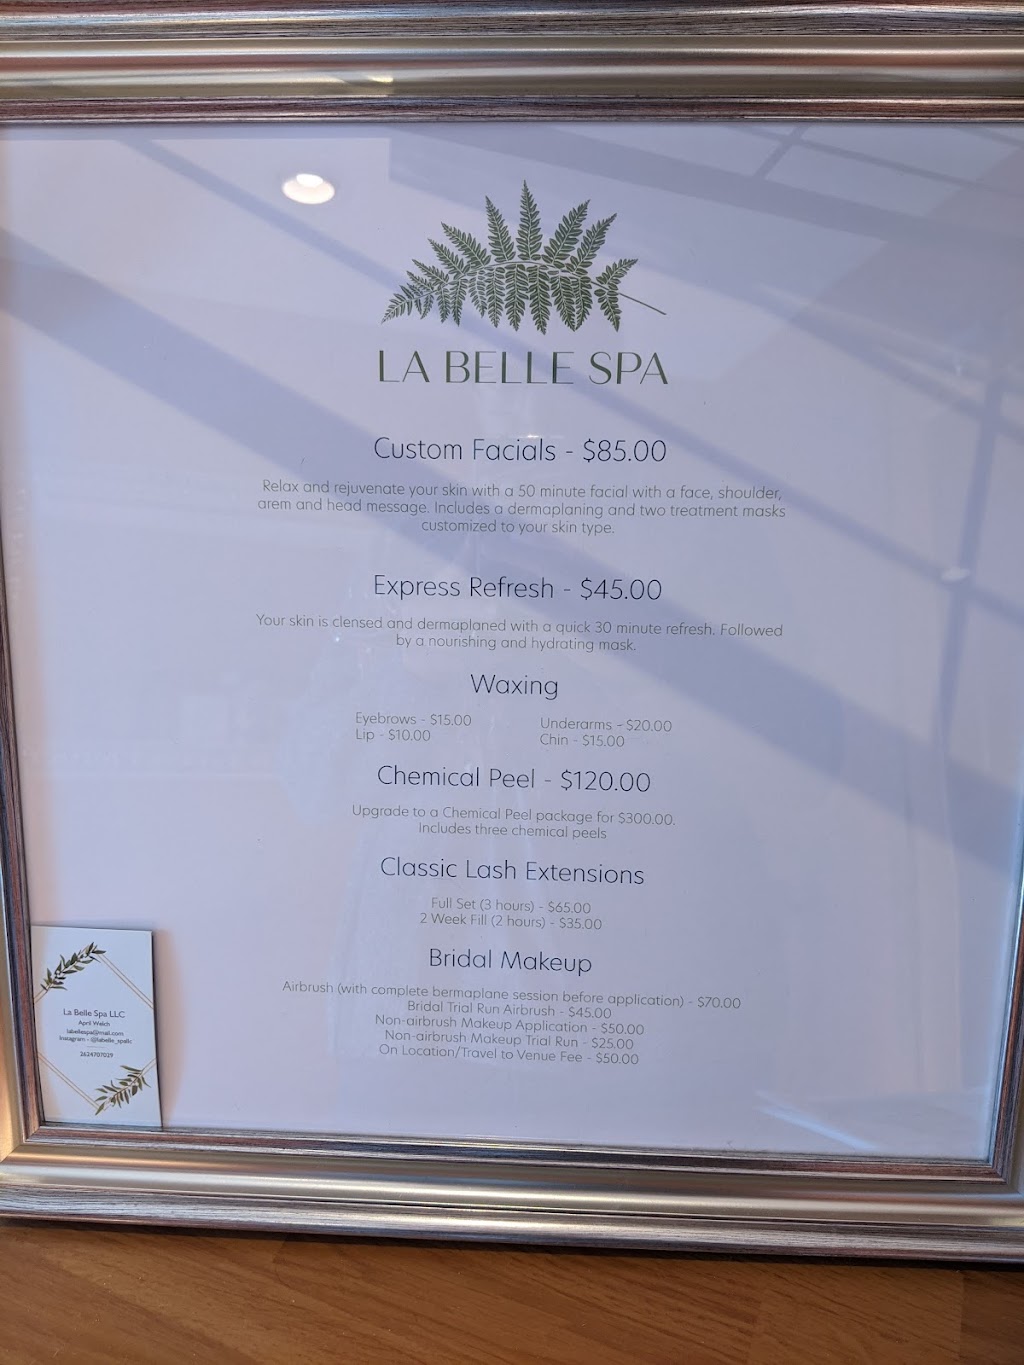 LA BELLE SPA
Custom Facials - $85.00
Relax and rejuvenate your skin with a 50 minute facial with a face, shoulder,
arem and head message. Includes a dermaplaning and two treatment masks
customized to your skin type.
Express Refresh - $45.00
Your skin is clensed and dermaplaned with a quick 30 minute refresh. Followed
by a nourishing and hydrating mask.
Waxing
Eyebrows - $15.00
Lip - $10.00
Underarms - $20.00
Chin - $15.00
Chemical Peel - $120.00
Upgrade to a Chemical Peel package for $300.00.
Includes three chemical peels
Classic Lash Extensions
Full Set (3 hours) - $65.00
2 Week Fill (2 hours) - $35.00
Bridal Makeup
Airbrush (with complete bermaplane session before application) - $70.00
Bridal Trial Run Airbrush - $45.00
Non-airbrush Makeup Application - $50.00
Non-airbrush Makeup Trial Run - $25.00
On Location/Travel to Venue Fee - $50.00
La Belle Spa LLC
April Welch
labellespa@mail.com
Instagram - @labelle_spallc
2624707029